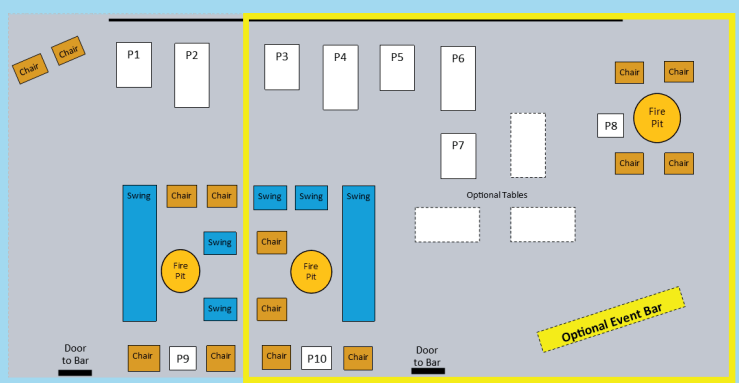 Chair
Chair
P1
P2
P3
P4
P5
P6
Chair
Chair
P8
Fire
Pit
Chair
Chair
P7
Optional Tables
Swing
Chair
Chair
Swing
Swing
Swing
Swing
Chair
Fire
Pit
Fire
Pit
Swing
Chair
Optional Event Bar
Door
to Bar
Chair
P9
Chair
Chair
P10
Chair
Door
to Bar